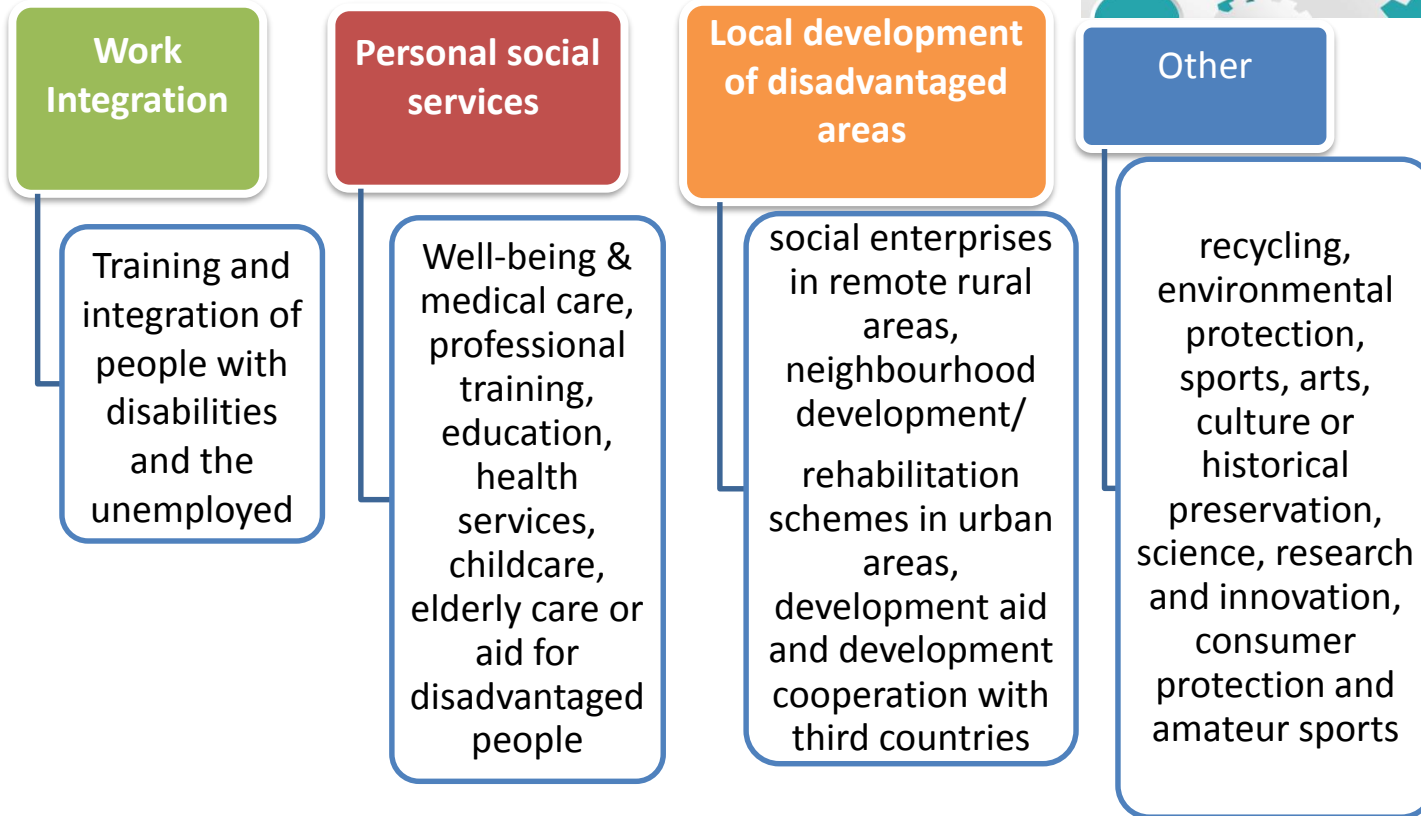 Work
Integration
Training and
integration of
people with
disabilities
and the
unemployed
Personal social
services
Well-being &
medical care,
professional
training,
education,
health
services,
childcare,
elderly care or
aid for
disadvantaged
people
Local development
of disadvantaged
areas
social enterprises
in remote rural
areas,
neighbourhood
development/
rehabilitation
schemes in urban
areas,
development aid
and development
cooperation with
third countries
Other
recycling,
environmental
protection,
sports, arts,
culture or
historical
preservation,
science, research
and innovation,
consumer
protection and
amateur sports